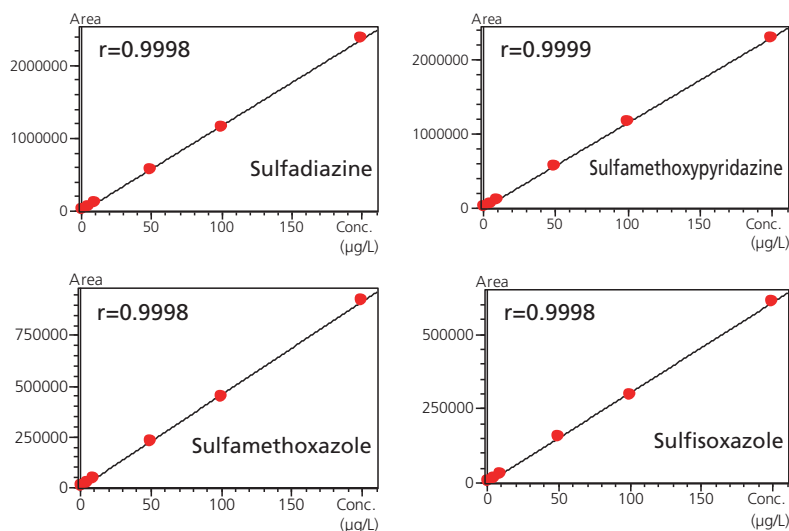 Area
r=0.9998
2000000
1000000
0
Sulfadiazine
0 50 100 150 Conc.
(µg/L)
Area
r=0.9999
2000000
1000000
0
Sulfamethoxypyridazine
0 50 100 150 Conc.
(µg/L)
Area
r=0.9998
750000
500000
250000
0
Sulfamethoxazole
0 50 100 150 Conc.
(µg/L)
Area
r=0.9998
500000
250000
0
Sulfisoxazole
0 50 100 150 Conc.
(µg/L)